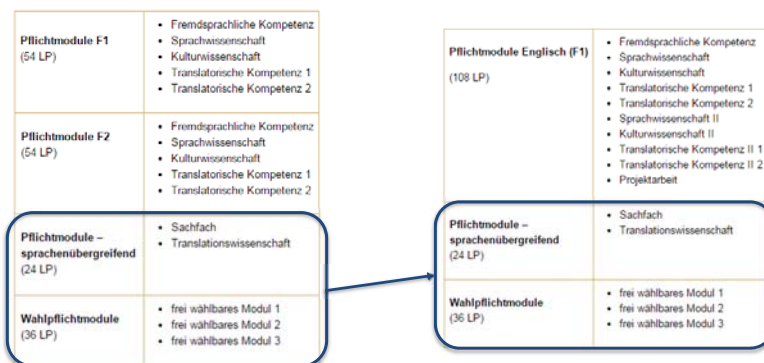 Pflichtmodule F1
(54 LP)
• Fremdsprachliche Kompetenz
• Sprachwissenschaft
• Kulturwissenschaft
• Translatorische Kompetenz 1
• Translatorische Kompetenz 2
Pflichtmodule F2
(54 LP)
• Fremdsprachliche Kompetenz
• Sprachwissenschaft
• Kulturwissenschaft
• Translatorische Kompetenz 1
• Translatorische Kompetenz 2
Pflichtmodule –
sprachenübergreifend
(24 LP)
• Sachfach
• Translationswissenschaft
Wahlpflichtmodule
(36 LP)
• frei wählbares Modul 1
• frei wählbares Modul 2
• frei wählbares Modul 3
Pflichtmodule Englisch (F1)
(108 LP)
• Fremdsprachliche Kompetenz
• Sprachwissenschaft
• Kulturwissenschaft
• Translatorische Kompetenz 1
• Translatorische Kompetenz 2
• Sprachwissenschaft II
• Kulturwissenschaft II
• Translatorische Kompetenz II 1
• Translatorische Kompetenz II 2
• Projektarbeit
Pflichtmodule –
sprachenübergreifend
(24 LP)
• Sachfach
• Translationswissenschaft
Wahlpflichtmodule
(36 LP)
• frei wählbares Modul 1
• frei wählbares Modul 2
• frei wählbares Modul 3